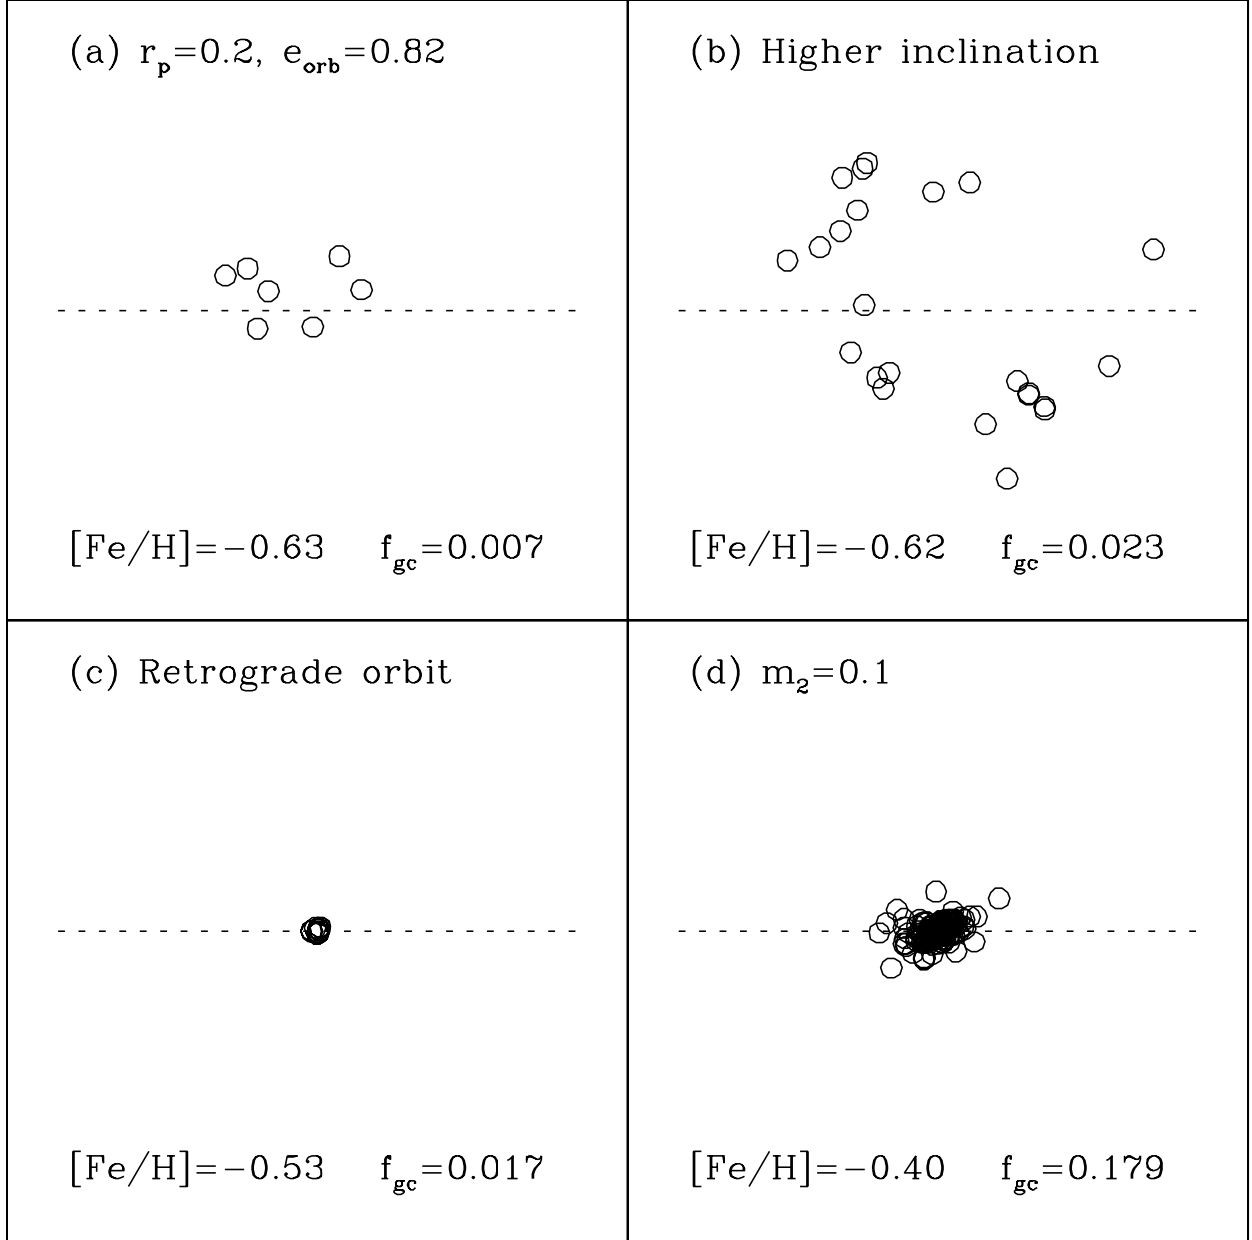 (a) r_p=0.2, e_orb=0.82
(b) Higher inclination
[Fe/H]=−0.63 f_gc=0.007
[Fe/H]=−0.62 f_gc=0.023
(c) Retrograde orbit
(d) m_2=0.1
[Fe/H]=−0.53 f_gc=0.017
[Fe/H]=−0.40 f_gc=0.179